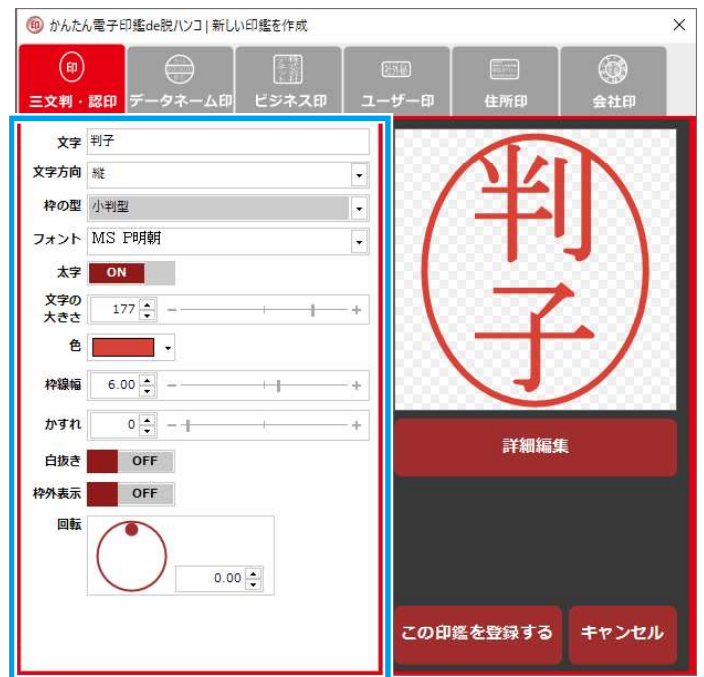 印 かんたん電子印鑑de脱ハンコ | 新しい印鑑を作成
印
三文判・認印 データネーム印 ビジネス印 ユーザー印 住所印 会社印
文字 判子
文字方向 縦
枠の型 小判型
フォント MS P明朝
太字 ON
文字の
大きさ 177 - +
色
枠線幅 6.00 - +
かすれ 0 - +
白抜き OFF
枠外表示 OFF
回転
0.00
判
子
詳細編集
この印鑑を登録する キャンセル